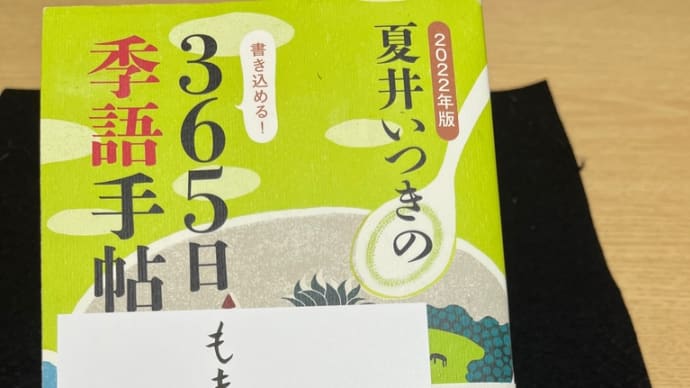 2022年版
夏井いつきの
書き込める！
365日
季語手帖
も